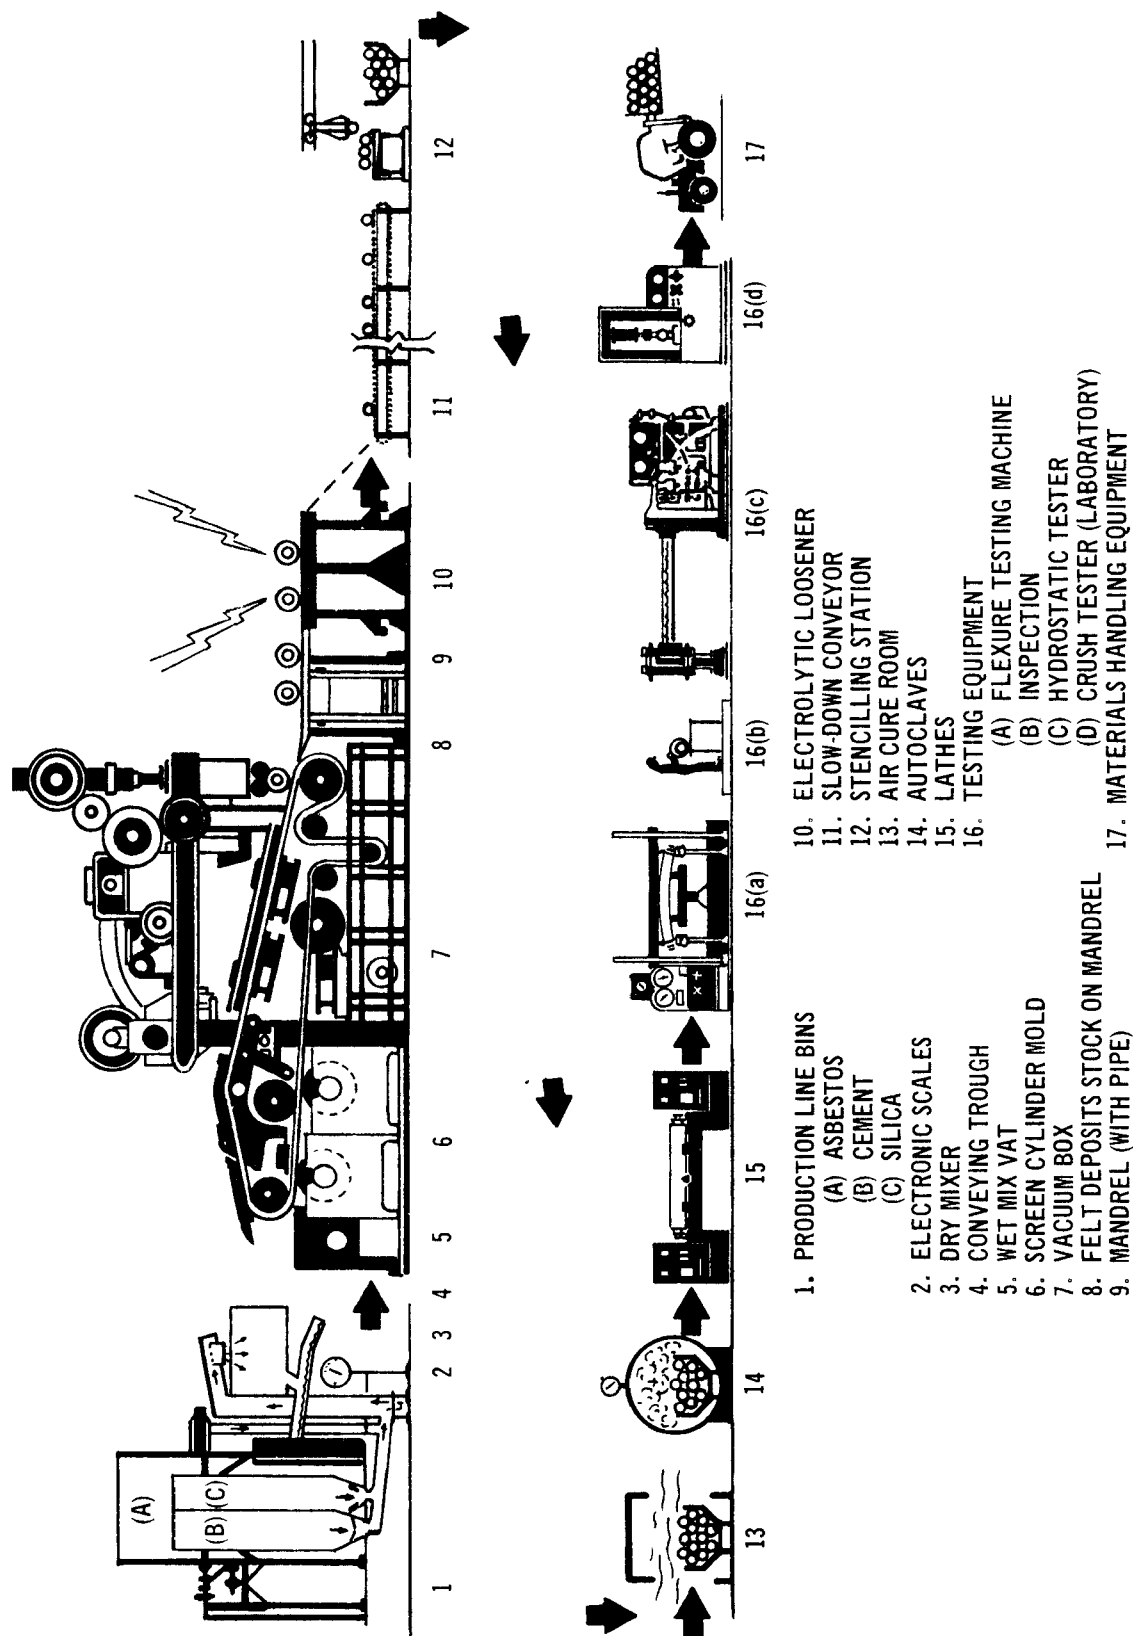 (A)
(B) (C)
1 2 3 4 5 6 7 8 9 10 11 12
13 14 15 16(a) 16(b) 16(c) 16(d) 17
1. PRODUCTION LINE BINS
(A) ASBESTOS
(B) CEMENT
(C) SILICA
2. ELECTRONIC SCALES
3. DRY MIXER
4. CONVEYING TROUGH
5. WET MIX VAT
6. SCREEN CYLINDER MOLD
7. VACUUM BOX
8. FELT DEPOSITS STOCK ON MANDREL
9. MANDREL (WITH PIPE)
10. ELECTROLYTIC LOOSENER
11. SLOW-DOWN CONVEYOR
12. STENCILLING STATION
13. AIR CURE ROOM
14. AUTOCLAVES
15. LATHES
16. TESTING EQUIPMENT
(A) FLEXURE TESTING MACHINE
(B) INSPECTION
(C) HYDROSTATIC TESTER
(D) CRUSH TESTER (LABORATORY)
17. MATERIALS HANDLING EQUIPMENT